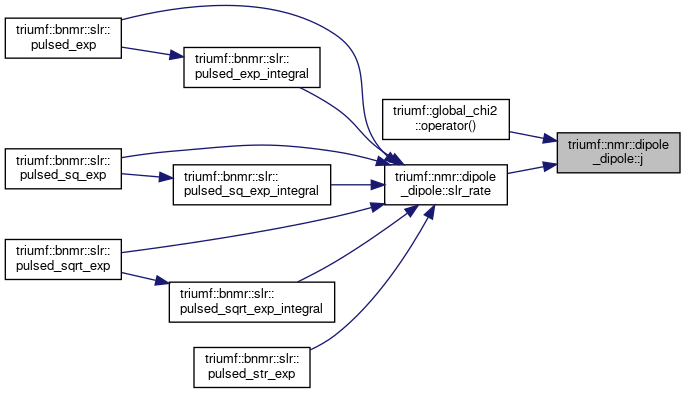 triumf::bnmr::slr::
pulsed_exp
triumf::bnmr::slr::
pulsed_exp_integral
triumf::global_chi2
::operator()
triumf::nmr::dipole
_dipole::j
triumf::bnmr::slr::
pulsed_sq_exp
triumf::bnmr::slr::
pulsed_sq_exp_integral
triumf::nmr::dipole
_dipole::slr_rate
triumf::bnmr::slr::
pulsed_sqrt_exp
triumf::bnmr::slr::
pulsed_sqrt_exp_integral
triumf::bnmr::slr::
pulsed_str_exp